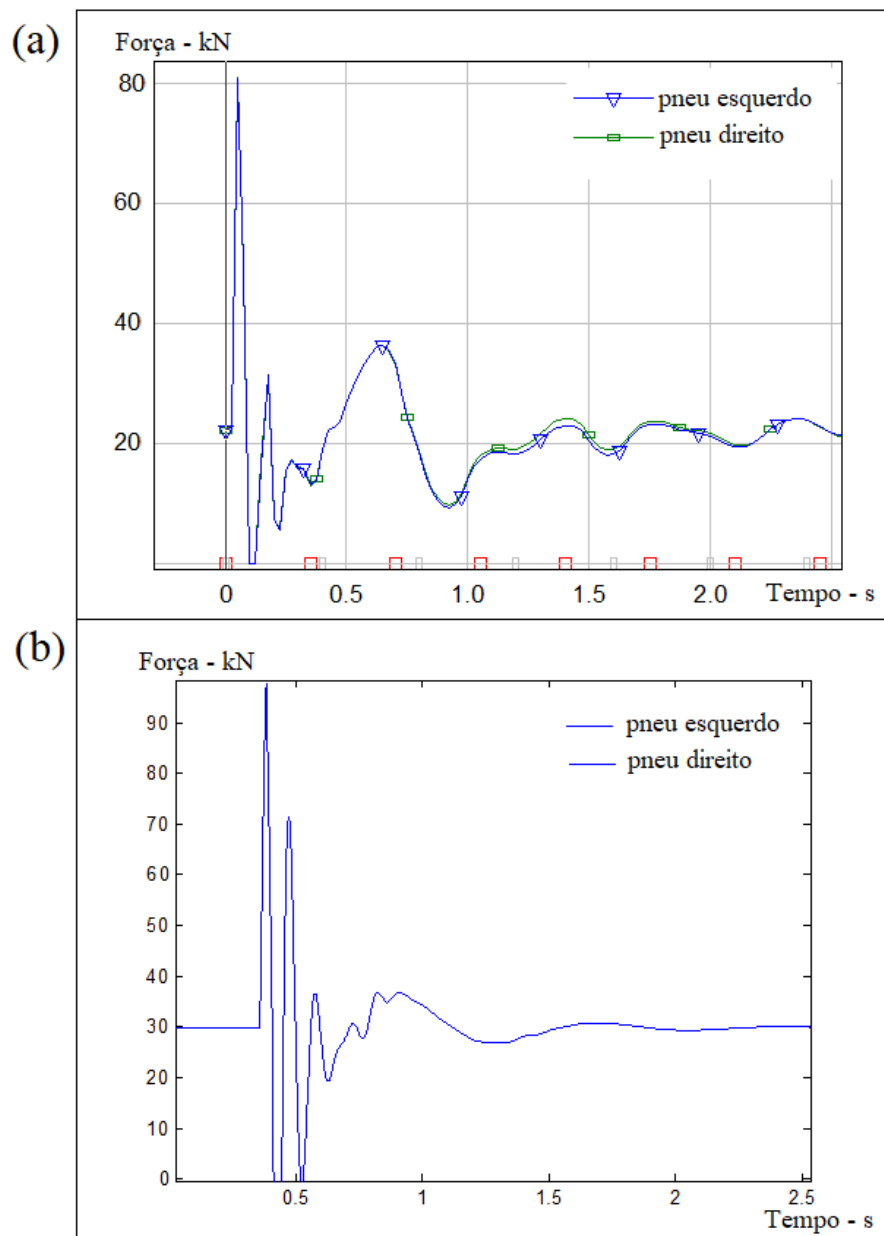 (a)
Força - kN
80
60
40
20
pneu esquerdo
pneu direito
0
0.5
1.0
1.5
2.0
Tempo - s
(b)
Força - kN
90
80
70
60
50
40
30
20
10
0
pneu esquerdo
pneu direito
0.5
1
1.5
2
2.5
Tempo - s